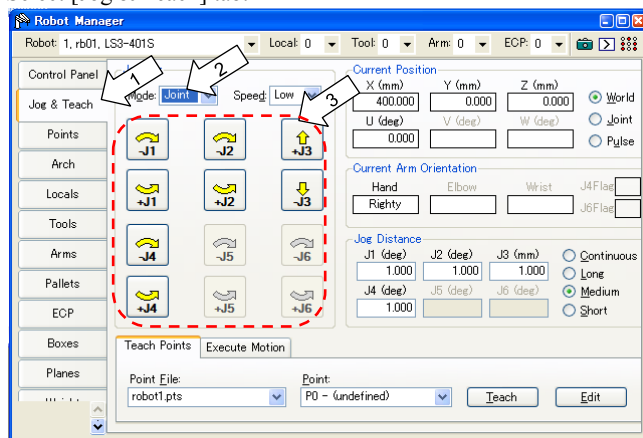 Robot Manager
Robot: 1, rb01, LS3-401S Local: 0 Tool: 0 Arm: 0 ECP: 0
Control Panel
Jog & Teach
Points
Arch
Locals
Tools
Arms
Pallets
ECP
Boxes
Planes
1
2
3
Mode: Joint Speed: Low
-J1 -J2 +J3
+J1 +J2 -J3
-J4 -J5 -J6
+J4 +J5 +J6
Current Position
X (mm) Y (mm) Z (mm)
400.000 0.000 0.000
U (deg) V (deg) W (deg)
0.000
World
Joint
Pulse
Current Arm Orientation
Hand Elbow Wrist J4Flag
Righty J6Flag
Jog Distance
J1 (deg) J2 (deg) J3 (mm)
1.000 1.000 1.000
J4 (deg) J5 (deg) J6 (deg)
1.000
Continuous
Long
Medium
Short
Teach Points Execute Motion
Point File: Point:
robot1.pts P0 - (undefined) Teach Edit